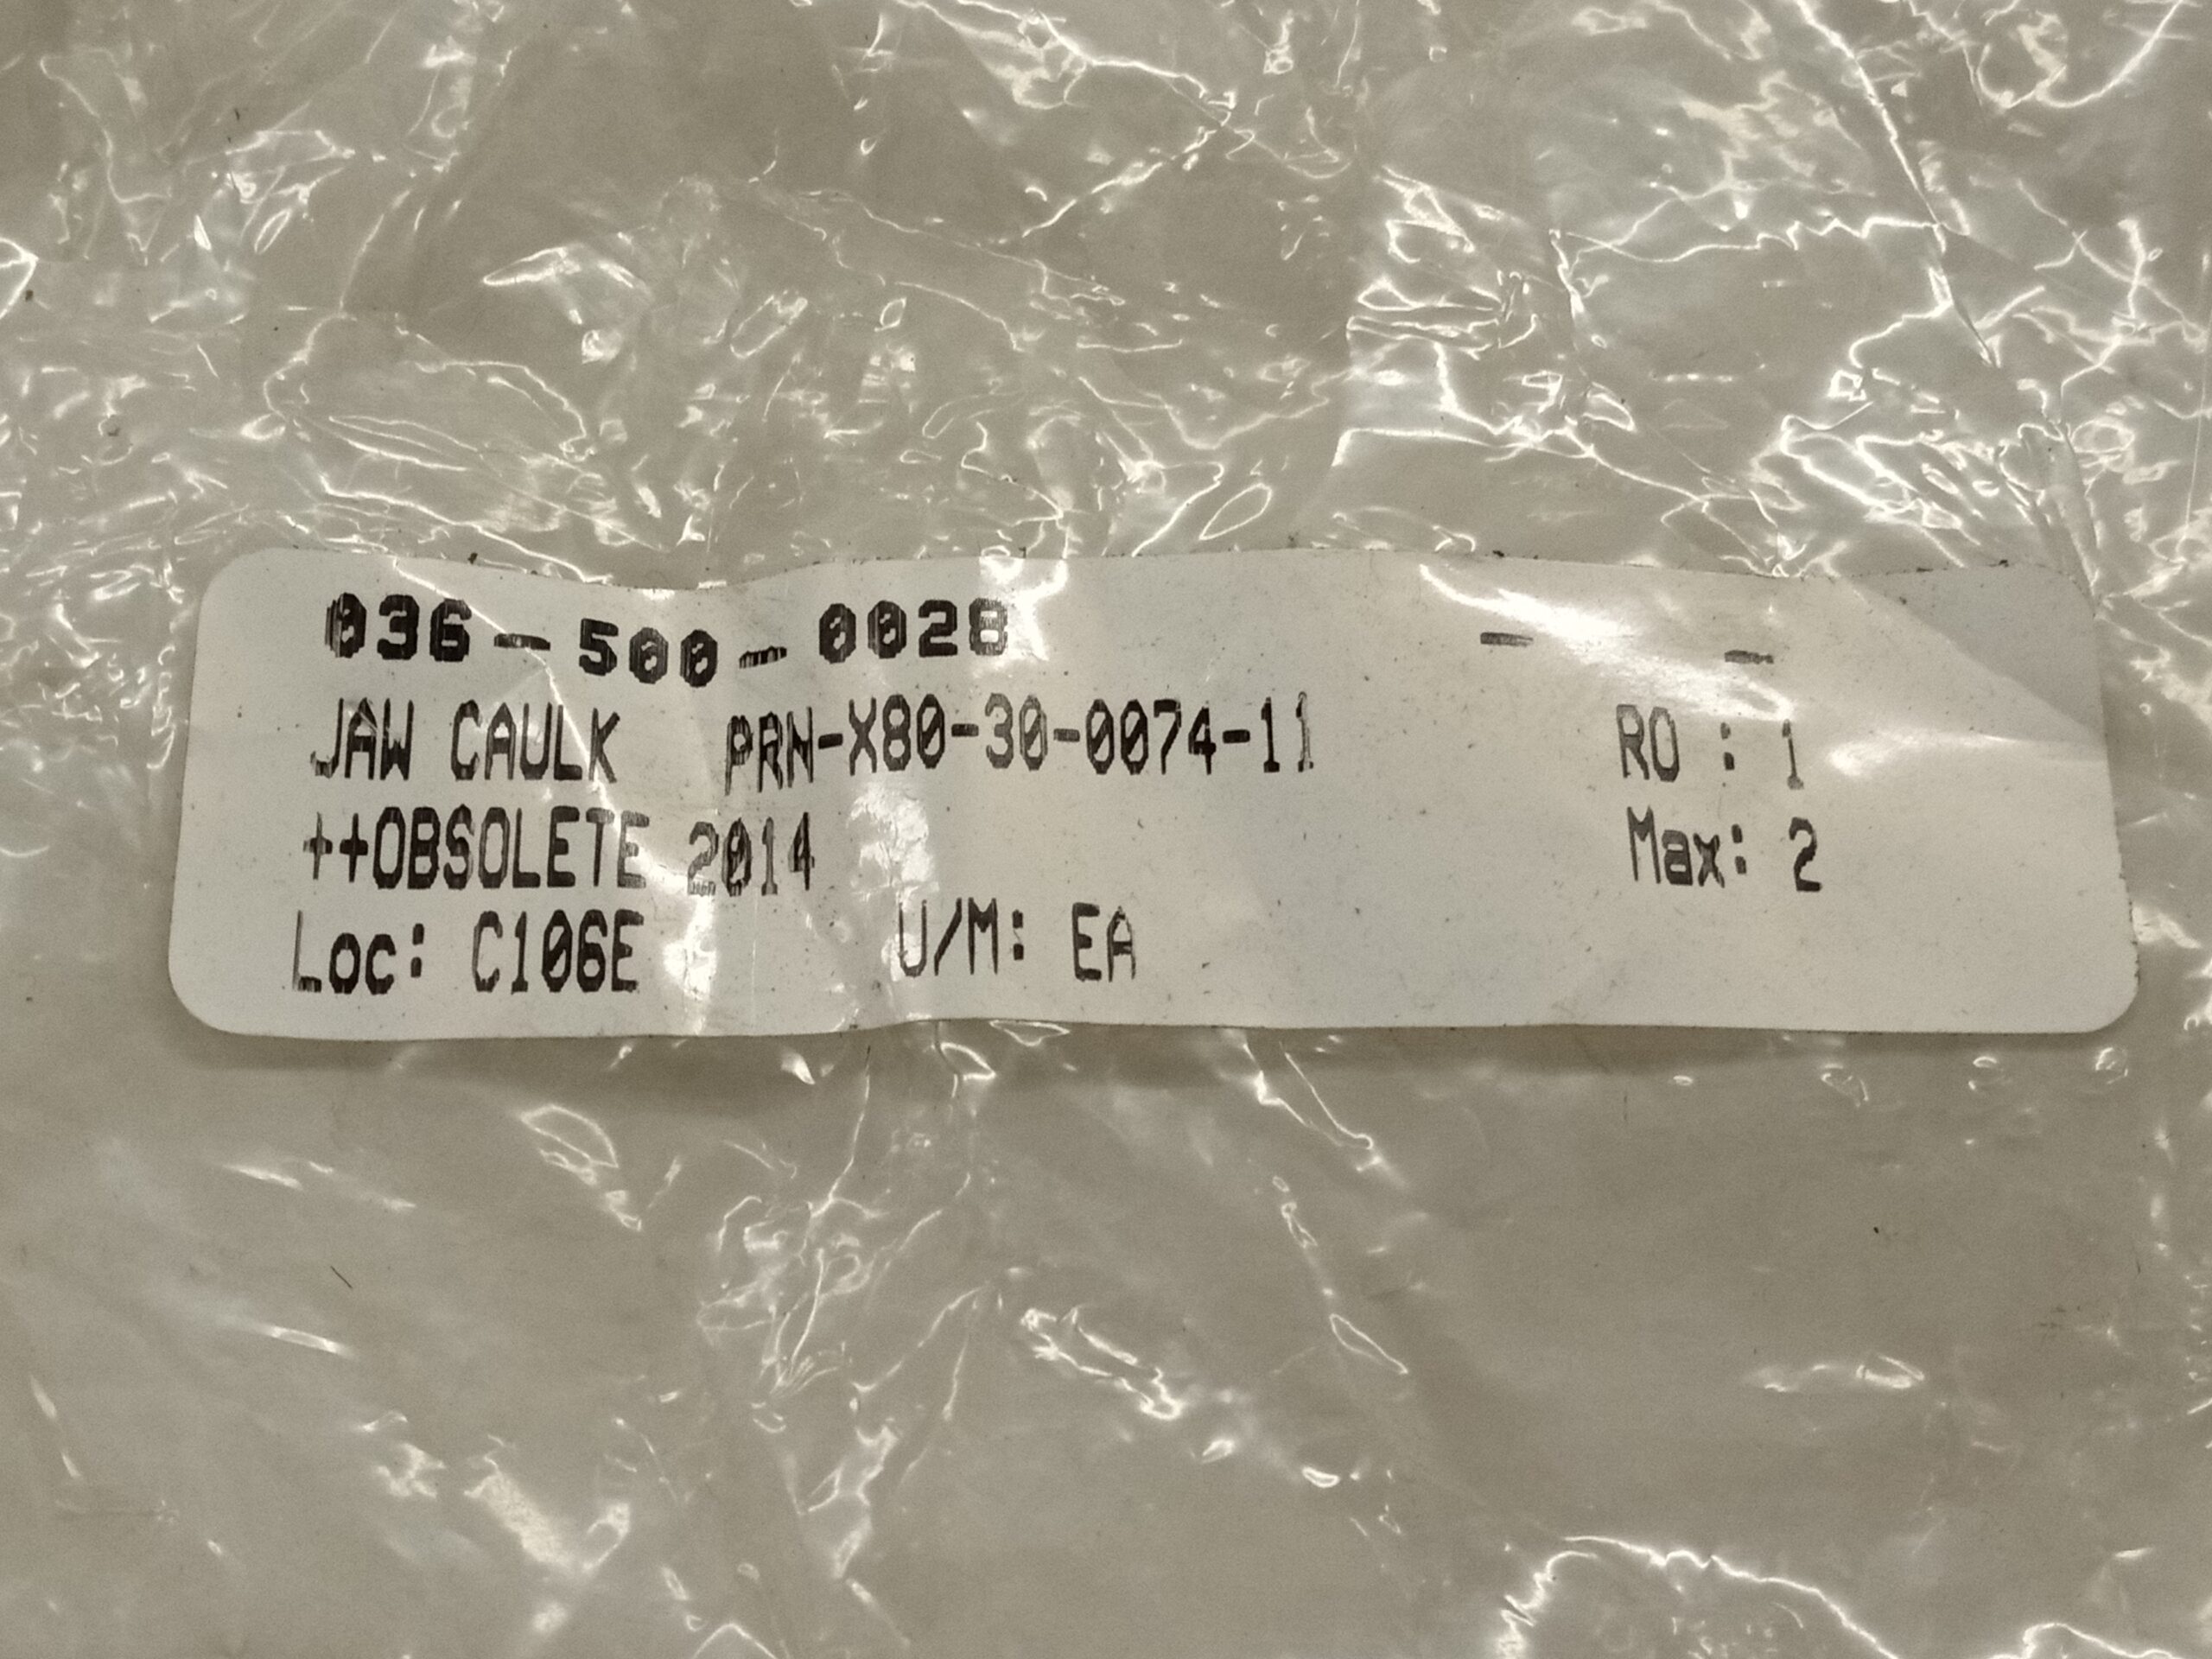 036-500-0028 - -
JAW CAULK PRN-X80-30-0074-11 RO : 1
++OBSOLETE 2014 Max: 2
Loc: C106E U/M: EA